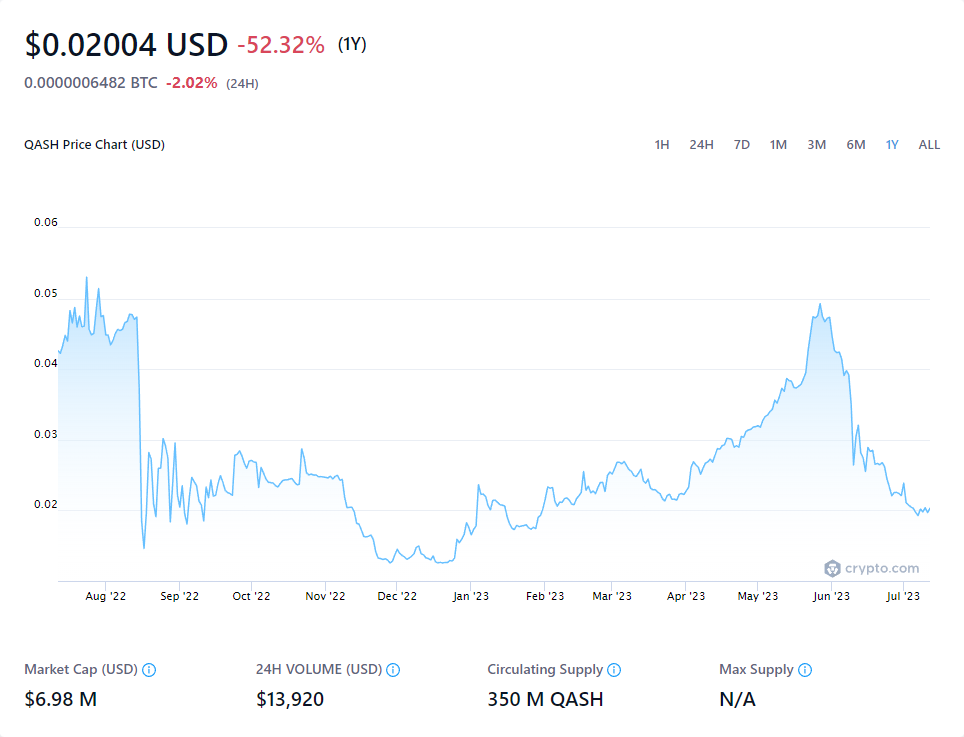 $0.02004 USD -52.32% (1Y)
0.0000006482 BTC -2.02% (24H)
QASH Price Chart (USD) 1H 24H 7D 1M 3M 6M 1Y ALL
0.06
0.05
0.04
0.03
0.02
crypto.com
Aug '22 Sep '22 Oct '22 Nov '22 Dec '22 Jan '23 Feb '23 Mar '23 Apr '23 May '23 Jun '23 Jul '23
Market Cap (USD) 24H VOLUME (USD) Circulating Supply Max Supply
$6.98 M $13,920 350 M QASH N/A